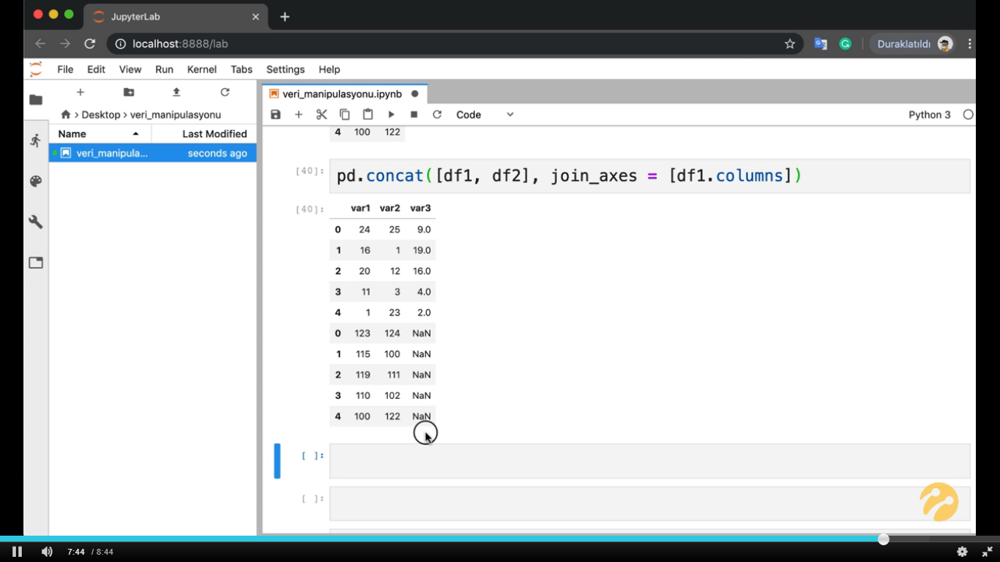 JupyterLab
localhost:8888/lab
Duraklatıldı
File Edit View Run Kernel Tabs Settings Help
veri_manipulasyonu.ipynb
Desktop > veri_manipulasyonu
Code
Python 3
Name Last Modified
veri_manipula... seconds ago
4 100 122
[40]: pd.concat([df1, df2], join_axes = [df1.columns])
[40]: var1 var2 var3
0 24 25 9.0
1 16 1 19.0
2 20 12 16.0
3 11 3 4.0
4 1 23 2.0
0 123 124 NaN
1 115 100 NaN
2 119 111 NaN
3 110 102 NaN
4 100 122 NaN
[ ]:
[ ]:
7:44 / 8:44